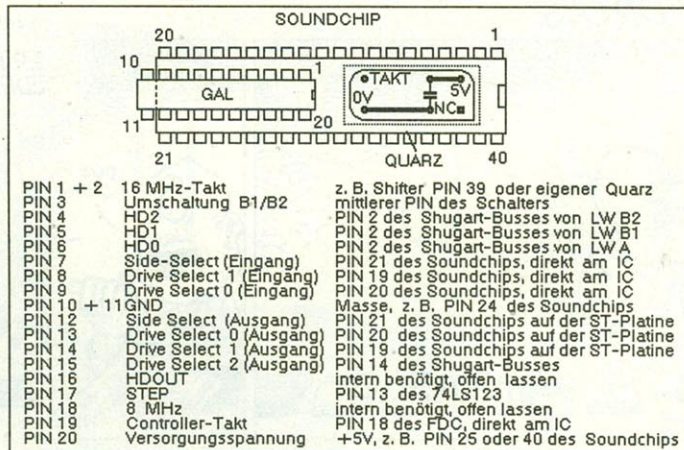 SOUNDCHIP
20 1
10 1
TAKT
GAL 0V 5V
NC
11 20
QUARZ
21 40
PIN 1 + 2 16 MHz-Takt z. B. Shifter PIN 39 oder eigener Quarz
PIN 3 Umschaltung B1/B2 mittlerer PIN des Schalters
PIN 4 HD2 PIN 2 des Shugart-Busses von LW B2
PIN 5 HD1 PIN 2 des Shugart-Busses von LW B1
PIN 6 HD0 PIN 2 des Shugart-Busses von LW A
PIN 7 Side-Select (Eingang) PIN 21 des Soundchips, direkt am IC
PIN 8 Drive Select 1 (Eingang) PIN 19 des Soundchips, direkt am IC
PIN 9 Drive Select 0 (Eingang) PIN 20 des Soundchips, direkt am IC
PIN 10 + 11 GND Masse, z. B. PIN 24 des Soundchips
PIN 12 Side Select (Ausgang) PIN 21 des Soundchips auf der ST-Platine
PIN 13 Drive Select 0 (Ausgang) PIN 20 des Soundchips auf der ST-Platine
PIN 14 Drive Select 1 (Ausgang) PIN 19 des Soundchips auf der ST-Platine
PIN 15 Drive Select 2 (Ausgang) PIN 14 des Shugart-Busses
PIN 16 HDOUT intern benötigt, offen lassen
PIN 17 STEP PIN 13 des 74LS123
PIN 18 8 MHz intern benötigt, offen lassen
PIN 19 Controller-Takt PIN 18 des FDC, direkt am IC
PIN 20 Versorgungsspannung +5V, z. B. PIN 25 oder 40 des Soundchips